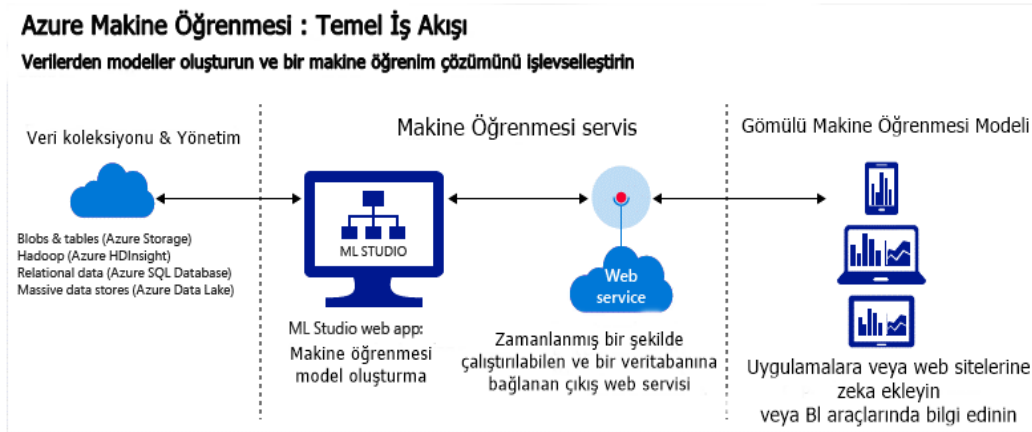 Azure Makine Öğrenmesi : Temel İş Akışı
Verilerden modeller oluşturun ve bir makine öğrenim çözümünü işlevselleştirin
Veri koleksiyonu & Yönetim
Blobs & tables (Azure Storage)
Hadoop (Azure HDInsight)
Relational data (Azure SQL Database)
Massive data stores (Azure Data Lake)
Makine Öğrenmesi servis
ML STUDIO
ML Studio web app:
Makine öğrenmesi
model oluşturma
Web
service
Zamanlanmış bir şekilde
çalıştırılabilen ve bir veritabanına
bağlanan çıkış web servisi
Gömülü Makine Öğrenmesi Modeli
Uygulamalara veya web sitelerine
zeka ekleyin
veya BI araçlarında bilgi edinin